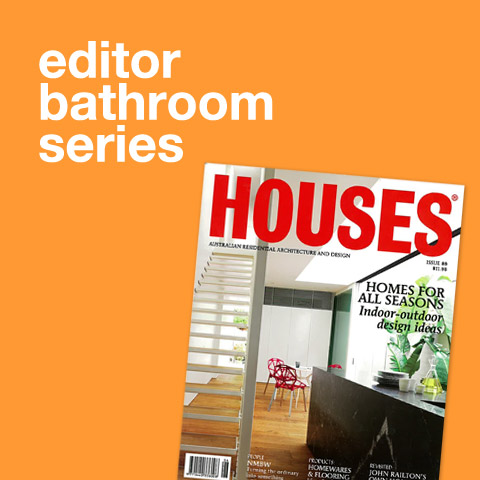 editor
bathroom
series
HOUSES®
AUSTRALIAN RESIDENTIAL ARCHITECTURE AND DESIGN
HOMES FOR
ALL SEASONS
Indoor-outdoor
design ideas
PEOPLE
NMBW
PRODUCTS
HOMEWARES
& FLOORING
REVISITED
JOHN RAILTON'S